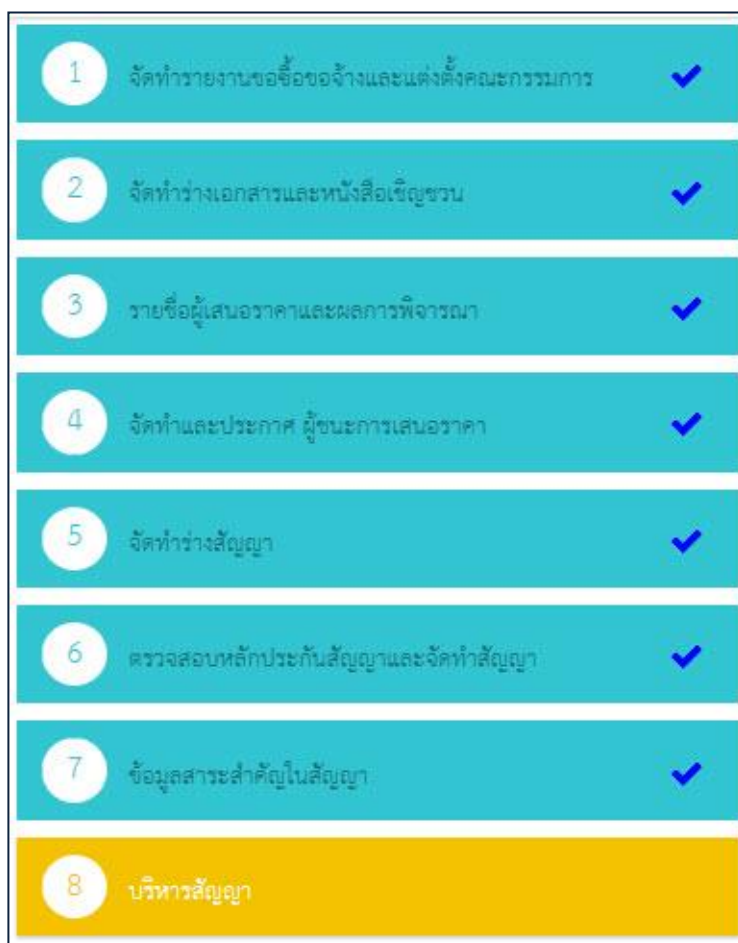 1 จัดทำรายงานขอซื้อขอจ้างและแต่งตั้งคณะกรรมการ
2 จัดทำร่างเอกสารและหนังสือเชิญชวน
3 รายชื่อผู้เสนอราคาและผลการพิจารณา
4 จัดทำและประกาศ ผู้ชนะการเสนอราคา
5 จัดทำร่างสัญญา
6 ตรวจสอบหลักประกันสัญญาและจัดทำสัญญา
7 ข้อมูลสาระสำคัญในสัญญา
8 บริหารสัญญา